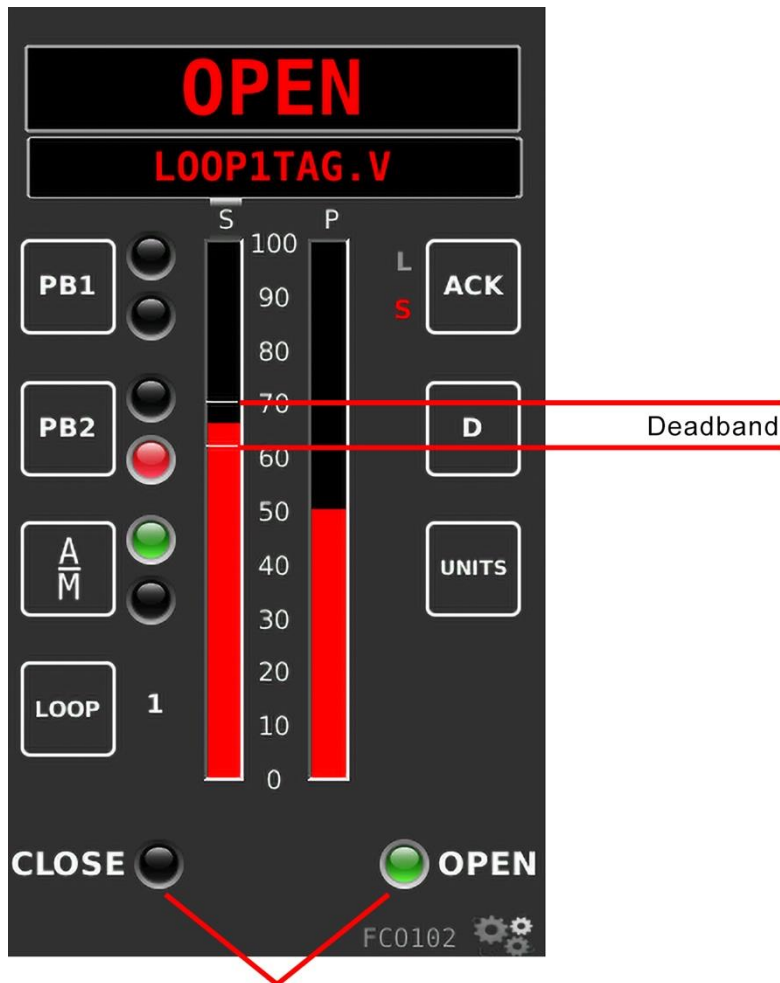 OPEN
LOOP1TAG.V
S P
PB1
PB2
A
M
LOOP 1
100
90
80
70
60
50
40
30
20
10
0
L
S
ACK
D
UNITS
Deadband
CLOSE OPEN
FCO102